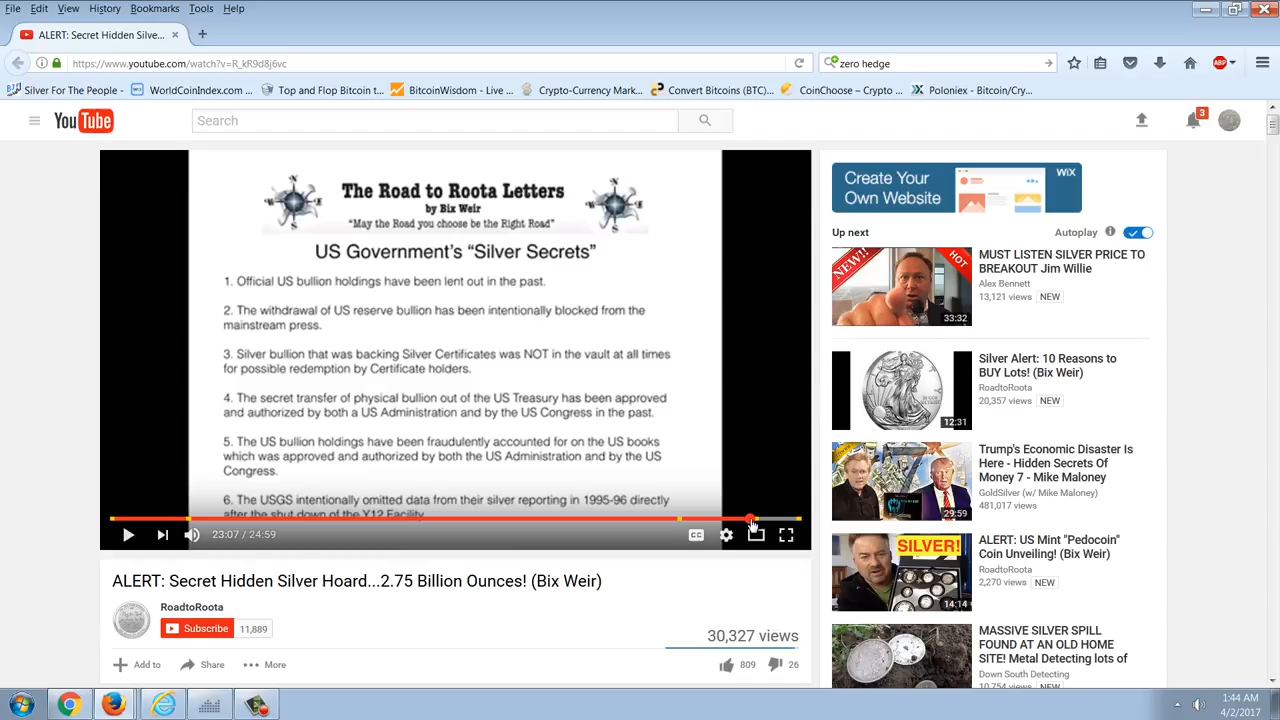 File Edit View History Bookmarks Tools Help
ALERT: Secret Hidden Silve... × +
https://www.youtube.com/watch?v=R_kR9d8j6vc
zero hedge
ABP
Silver For The People -
WorldCoinIndex.com ...
Top and Flop Bitcoin t...
BitcoinWisdom - Live ...
Crypto-Currency Mark...
Convert Bitcoins (BTC)...
CoinChoose – Crypto ...
Poloniex - Bitcoin/Cry...
YouTube
Search
3
The Road to Roota Letters
by Bix Weir
"May the Road you choose be the Right Road"
US Government's "Silver Secrets"
1. Official US bullion holdings have been lent out in the past.
2. The withdrawal of US reserve bullion has been intentionally blocked from the
mainstream press.
3. Silver bullion that was backing Silver Certificates was NOT in the vault at all times
for possible redemption by Certificate holders.
4. The secret transfer of physical bullion out of the US Treasury has been approved
and authorized by both a US Administration and by the US Congress in the past.
5. The US bullion holdings have been fraudulently accounted for on the US books
which was approved and authorized by both the US Administration and by the US
Congress.
6. The USGS intentionally omitted data from their silver reporting in 1995-96 directly
after the shut down of the Y12 Facility.
23:07 / 24:59
CC
ALERT: Secret Hidden Silver Hoard...2.75 Billion Ounces! (Bix Weir)
RoadtoRoota
Subscribe 11,889
30,327 views
Add to Share More
809 26
Create Your
Own Website
WIX
Up next
Autoplay
NEW!!
HOT
33:32
MUST LISTEN SILVER PRICE TO
BREAKOUT Jim Willie
Alex Bennett
13,121 views NEW
12:31
Silver Alert: 10 Reasons to
BUY Lots! (Bix Weir)
RoadtoRoota
20,357 views NEW
29:59
Trump's Economic Disaster Is
Here - Hidden Secrets Of
Money 7 - Mike Maloney
GoldSilver (w/ Mike Maloney)
481,017 views
SILVER!
14:14
ALERT: US Mint "Pedocoin"
Coin Unveiling! (Bix Weir)
RoadtoRoota
2,270 views NEW
MASSIVE SILVER SPILL
FOUND AT AN OLD HOME
SITE! Metal Detecting lots of
Down South Detecting
10,754 views NEW
1:44 AM
4/2/2017